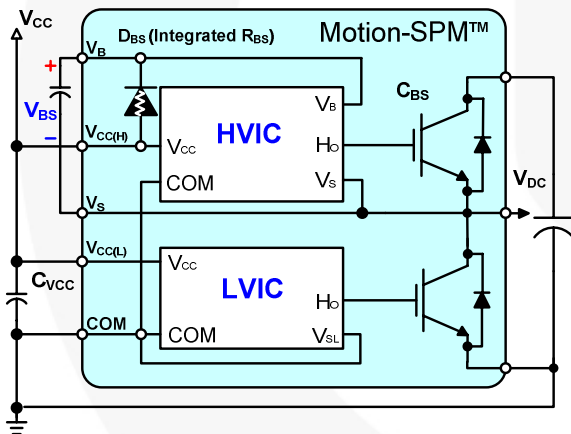 VCC
DBS (Integrated RBS)
Motion-SPM™
VB
+
VBS
−
VCC(H)
VCC
HVIC
VB
HO
VS
COM
CBS
VDC
VS
VCC(L)
VCC
LVIC
HO
VSL
COM
CVCC
COM